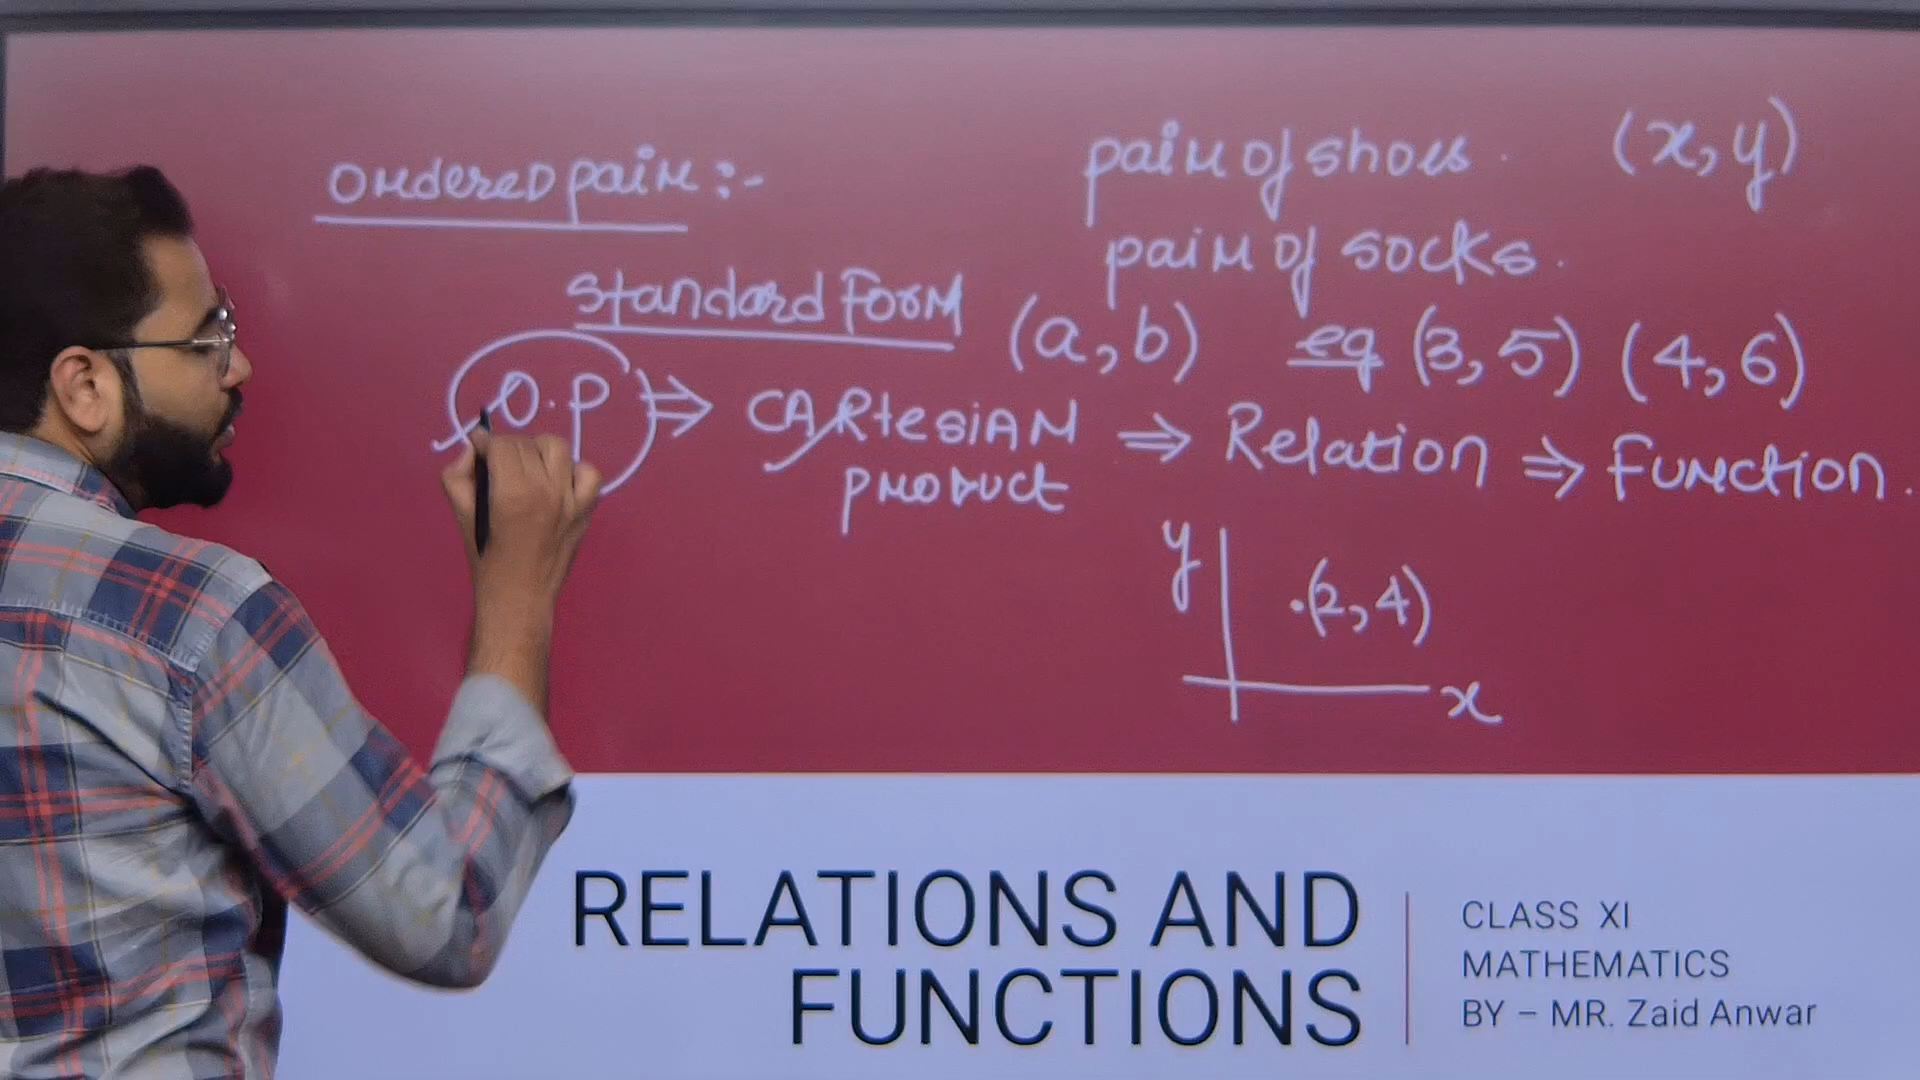 Ordered pair :-
pair of shoes. (x, y)
pair of socks.
Standard Form (a, b) eg (3, 5) (4, 6)
O.P ⇒ CARtesiAN product ⇒ Relation ⇒ Function.
y
.(2, 4)
x
RELATIONS AND
FUNCTIONS
CLASS XI
MATHEMATICS
BY – MR. Zaid Anwar